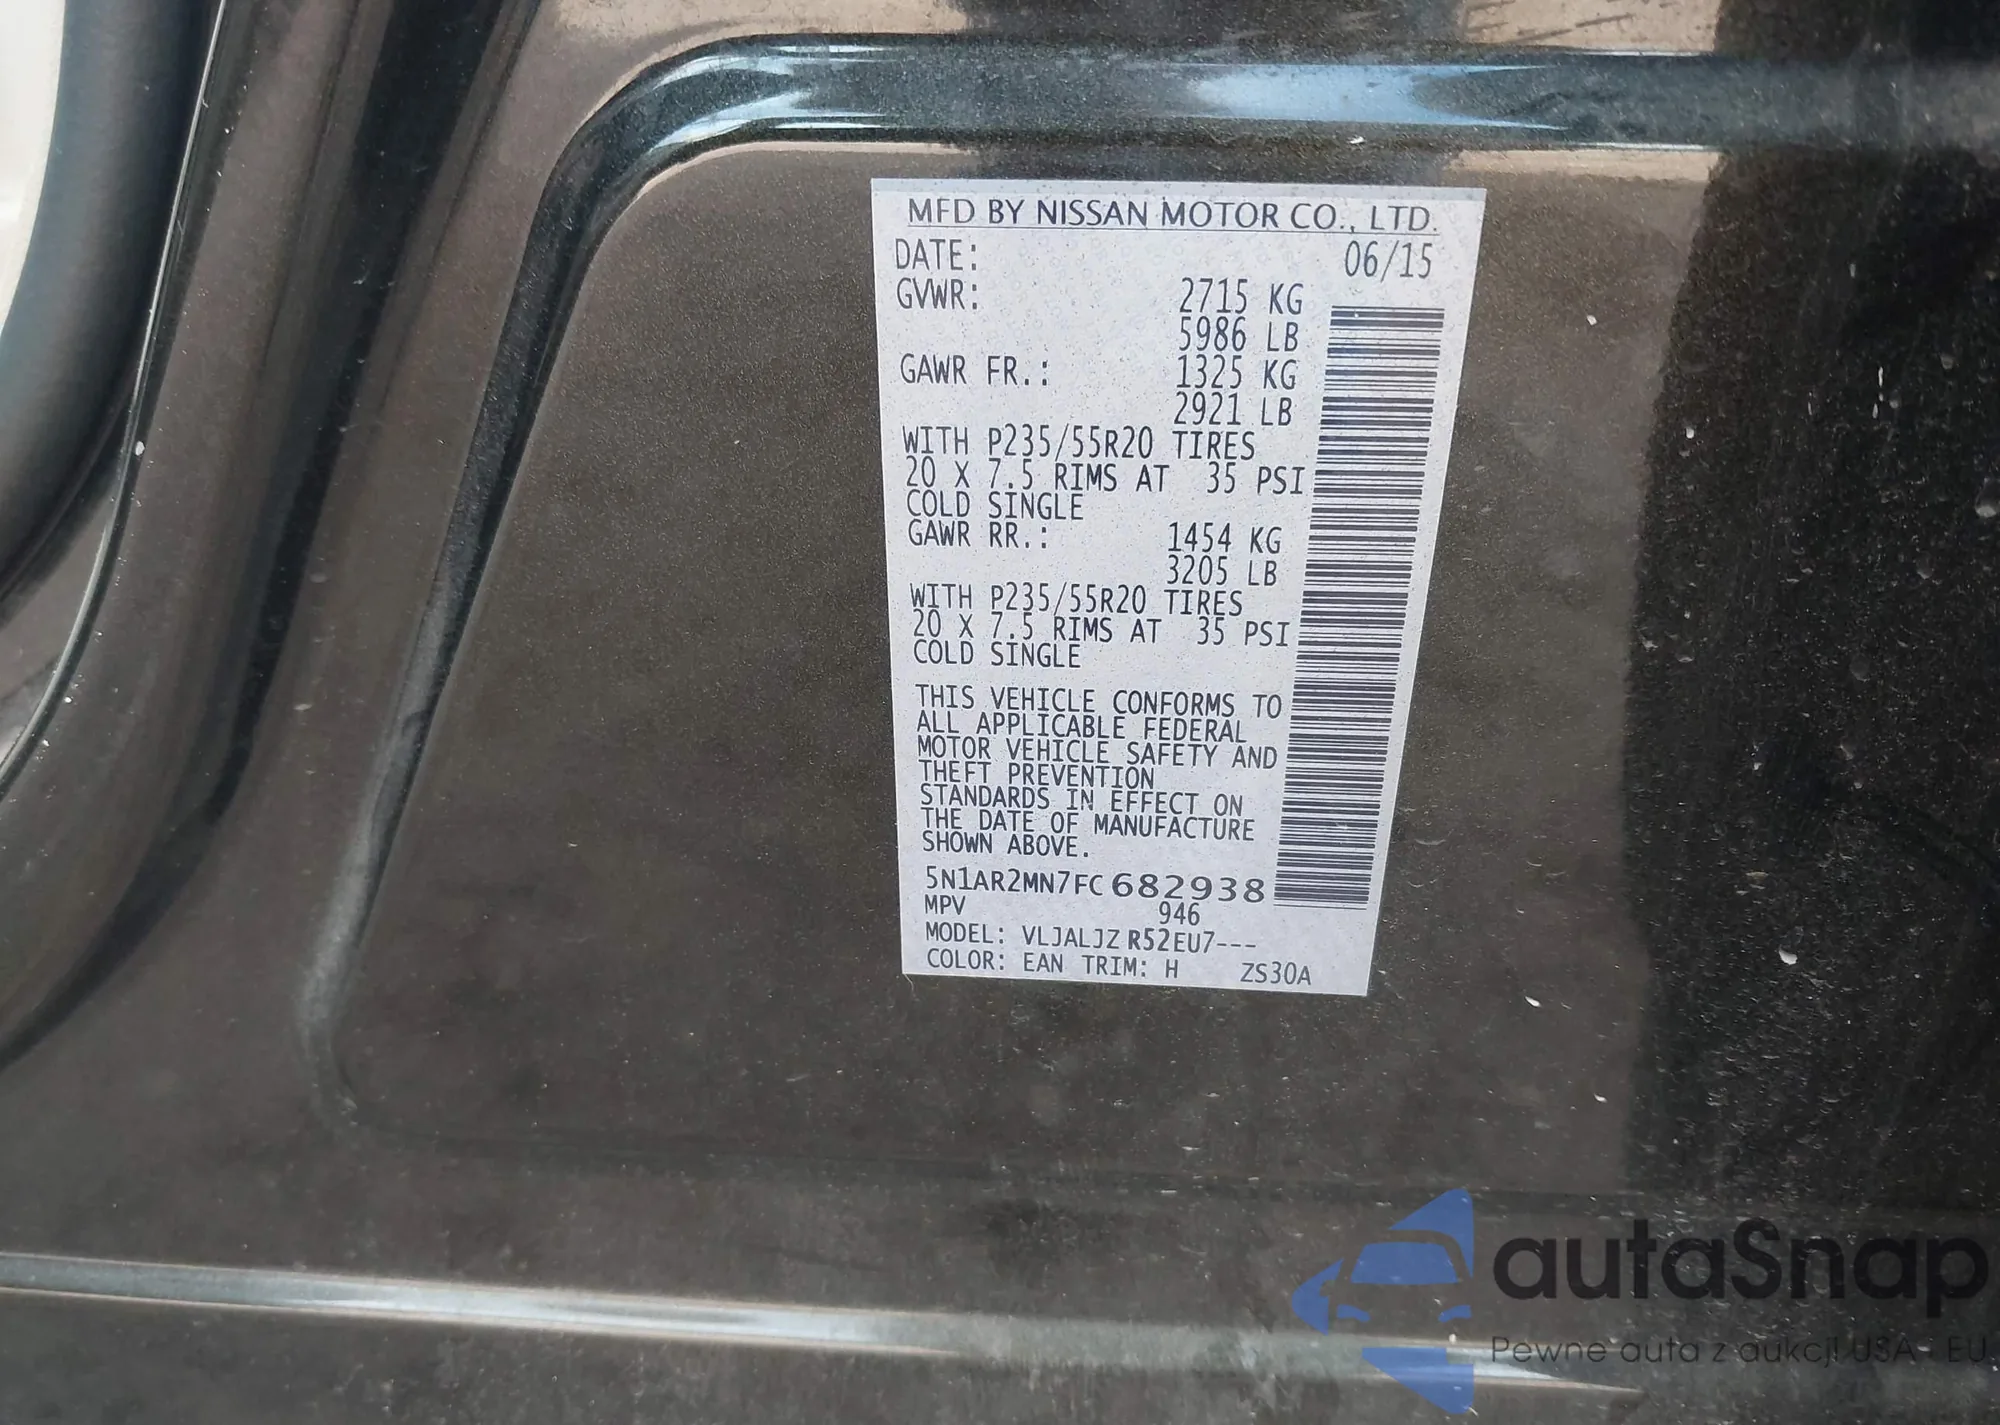 MFD BY NISSAN MOTOR CO., LTD.
DATE: 06/15
GVWR: 2715 KG
5986 LB
GAWR FR.: 1325 KG
2921 LB
WITH P235/55R20 TIRES
20 X 7.5 RIMS AT 35 PSI
COLD SINGLE
GAWR RR.: 1454 KG
3205 LB
WITH P235/55R20 TIRES
20 X 7.5 RIMS AT 35 PSI
COLD SINGLE
THIS VEHICLE CONFORMS TO
ALL APPLICABLE FEDERAL
MOTOR VEHICLE SAFETY AND
THEFT PREVENTION
STANDARDS IN EFFECT ON
THE DATE OF MANUFACTURE
SHOWN ABOVE.
5N1AR2MN7FC682938
MPV 946
MODEL: VLJALJZ R52EU7---
COLOR: EAN TRIM: H ZS30A
autaSnap
Pewne auta z aukcji USA - EU